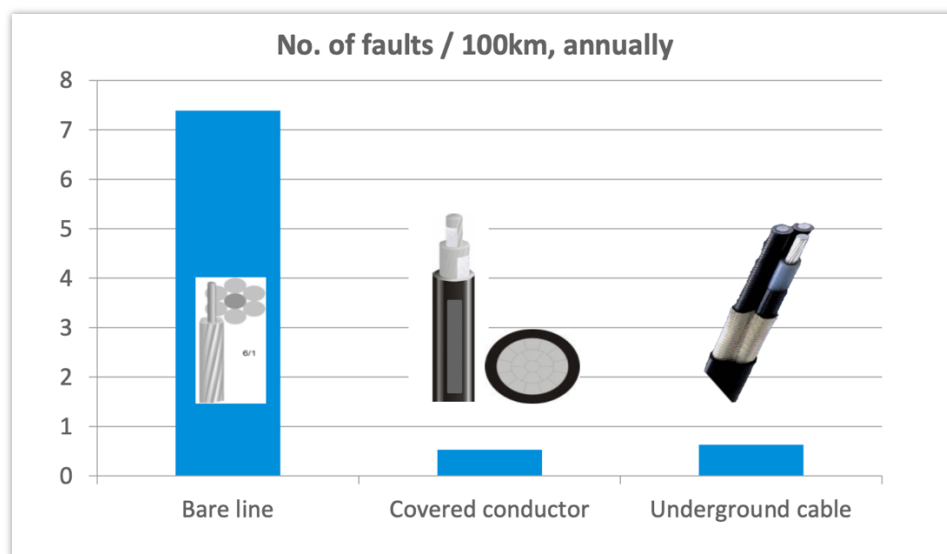 No. of faults / 100km, annually
8
7
6
5
4
3
2
1
0
6/1
Bare line
Covered conductor
Underground cable